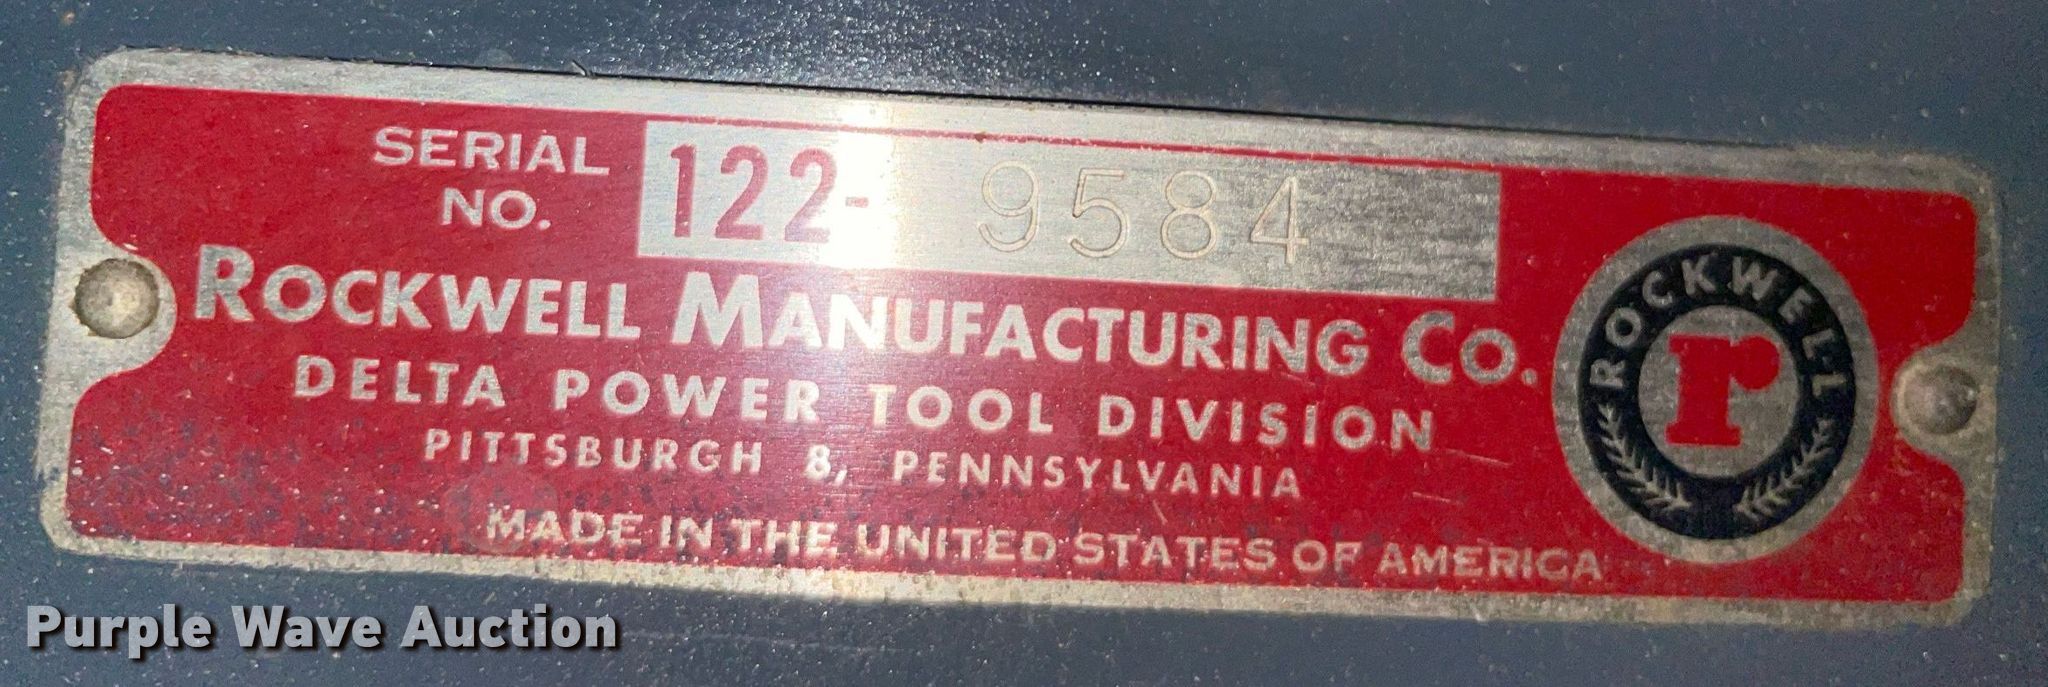 SERIAL NO. 122- 9584
ROCKWELL MANUFACTURING CO.
DELTA POWER TOOL DIVISION
PITTSBURGH 8, PENNSYLVANIA
MADE IN THE UNITED STATES OF AMERICA
ROCKWELL
r
Purple Wave Auction